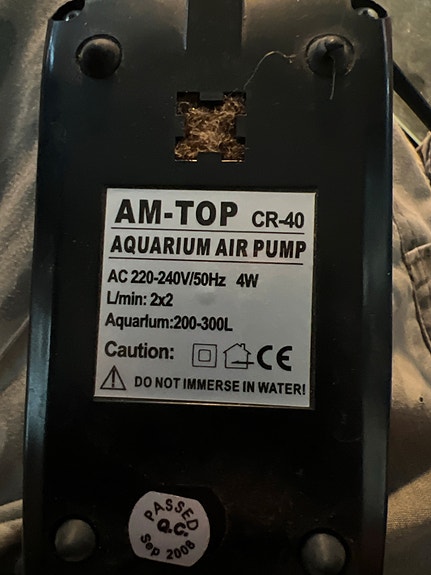 AM-TOP CR-40
AQUARIUM AIR PUMP
AC 220-240V/50Hz 4W
L/min: 2x2
Aquarlum:200-300L
Caution: CE
DO NOT IMMERSE IN WATER!
PASSED
Q.C.
Sep 2006